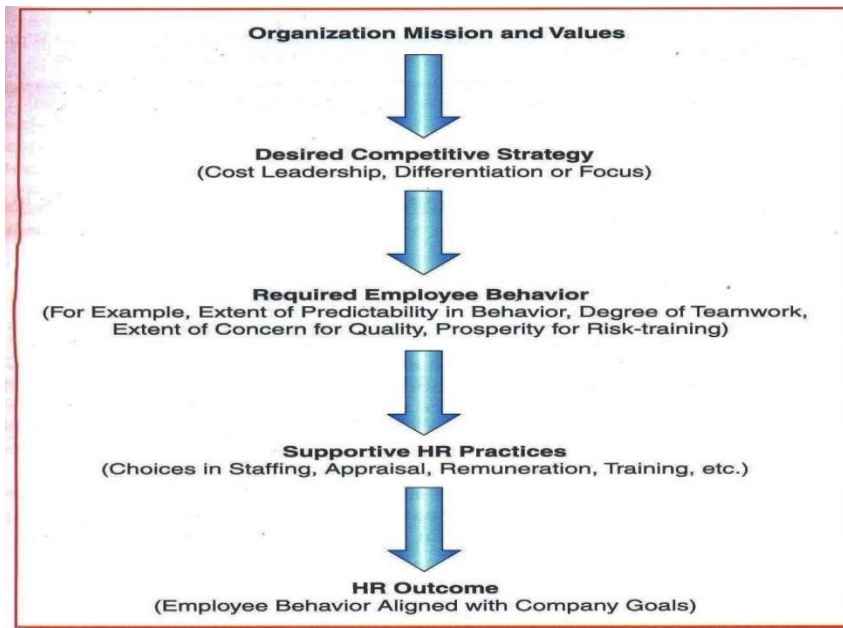 Organization Mission and Values
Desired Competitive Strategy
(Cost Leadership, Differentiation or Focus)
Required Employee Behavior
(For Example, Extent of Predictability in Behavior, Degree of Teamwork,
Extent of Concern for Quality, Prosperity for Risk-training)
Supportive HR Practices
(Choices in Staffing, Appraisal, Remuneration, Training, etc.)
HR Outcome
(Employee Behavior Aligned with Company Goals)